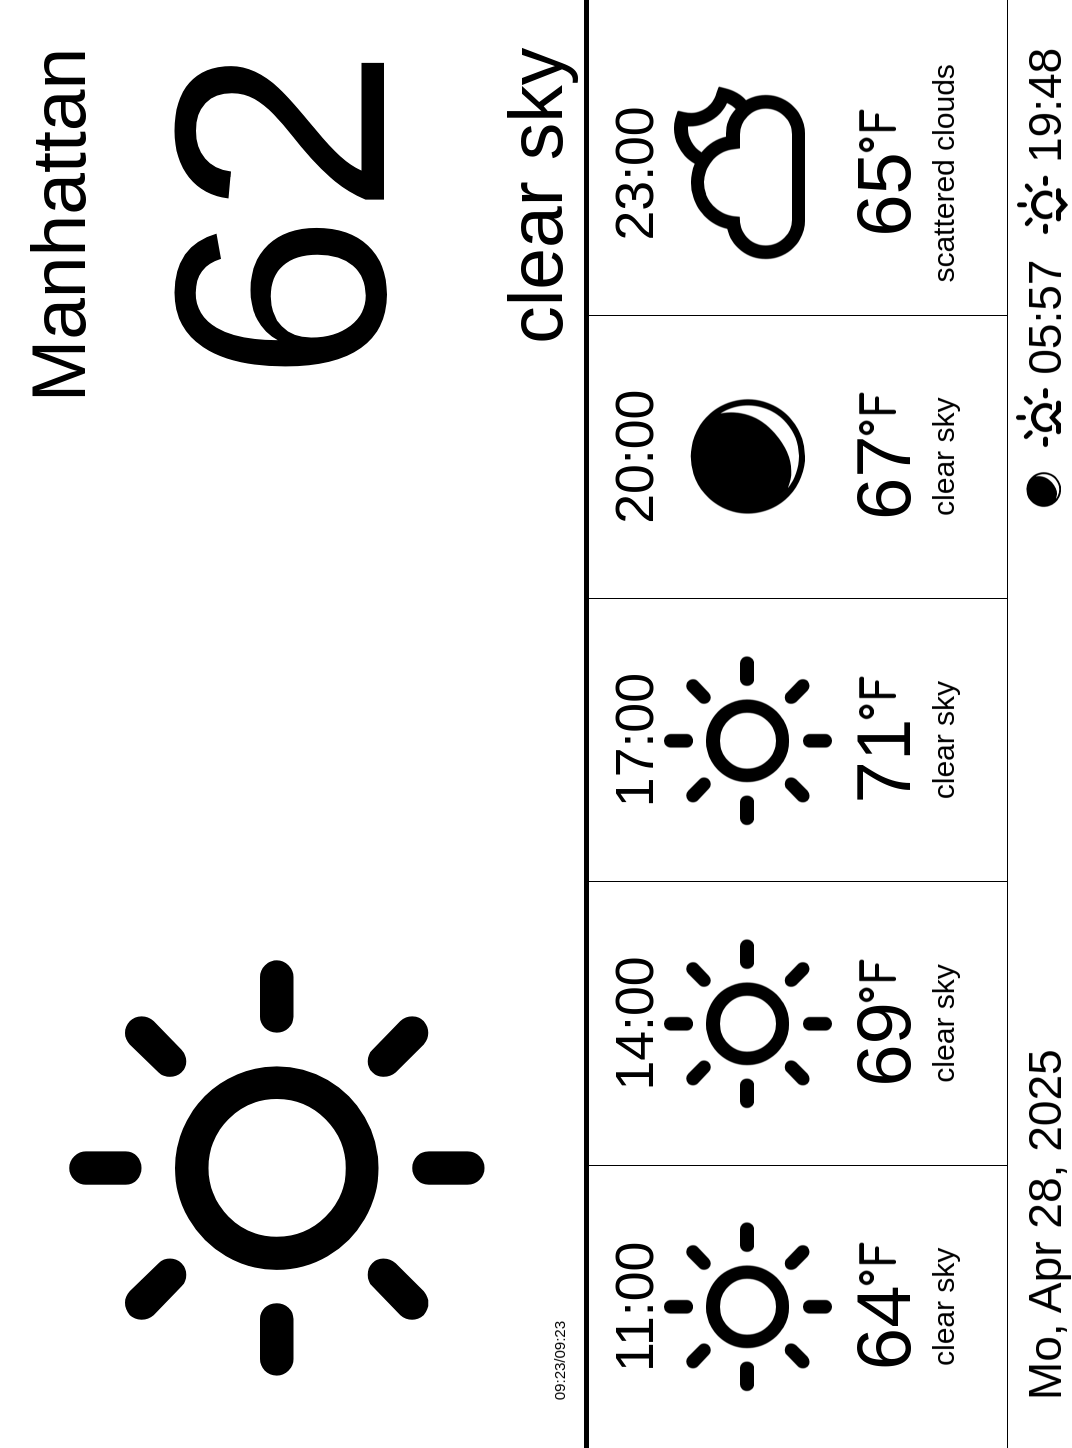 Manhattan
62
clear sky
09:23/09:23
11:00
64°F
clear sky
14:00
69°F
clear sky
17:00
71°F
clear sky
20:00
67°F
clear sky
23:00
65°F
scattered clouds
Mo, Apr 28, 2025
05:57
19:48